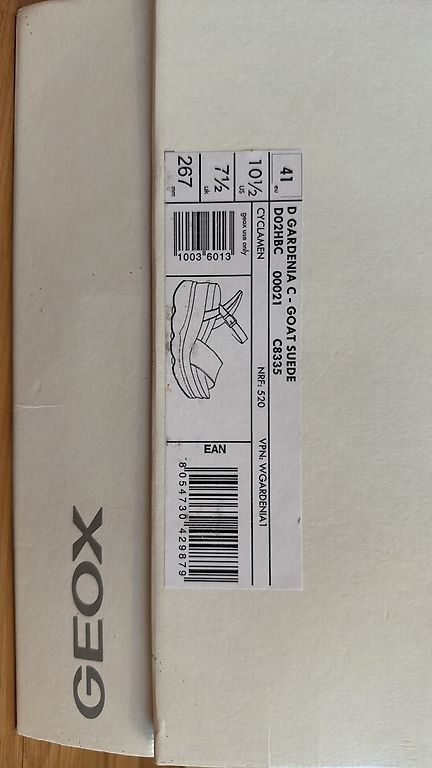 41 eu
10½ US
7½ uk
267 mm
D GARDENIA C - GOAT SUEDE
D02HBC 00021 C8335
CYCLAMEN NRF: 520 VPN: WGARDENIA1
geox use only
1003 6013
EAN
8 054730 429879
GEOX